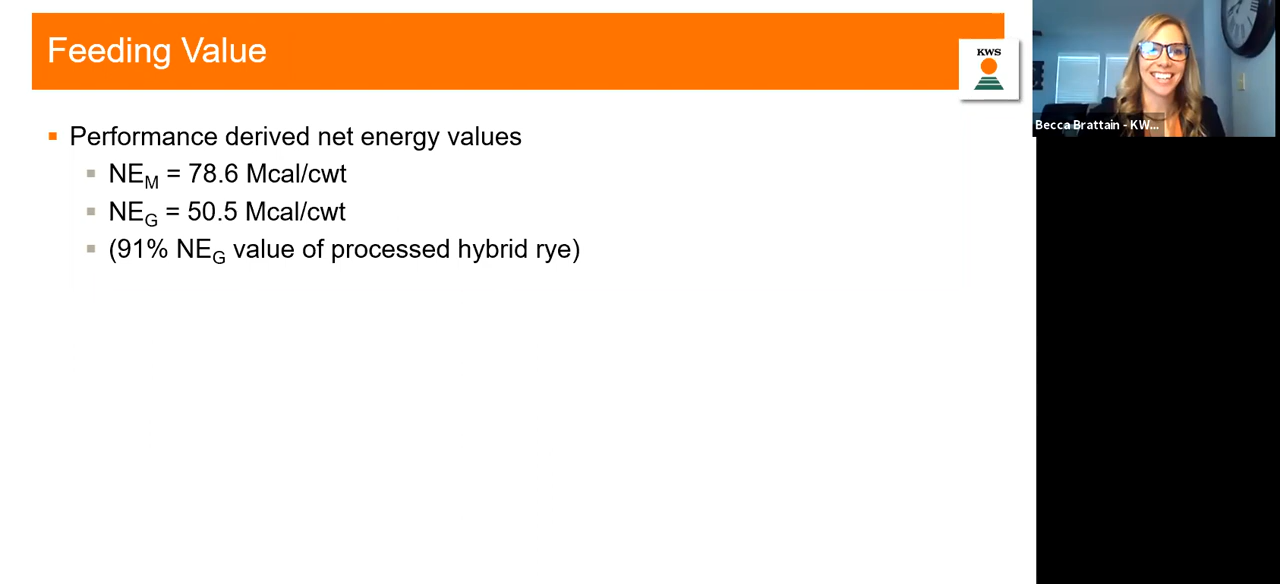 Feeding Value
KWS
Becca Brattain - KW...
Performance derived net energy values
NEM = 78.6 Mcal/cwt
NEG = 50.5 Mcal/cwt
(91% NEG value of processed hybrid rye)